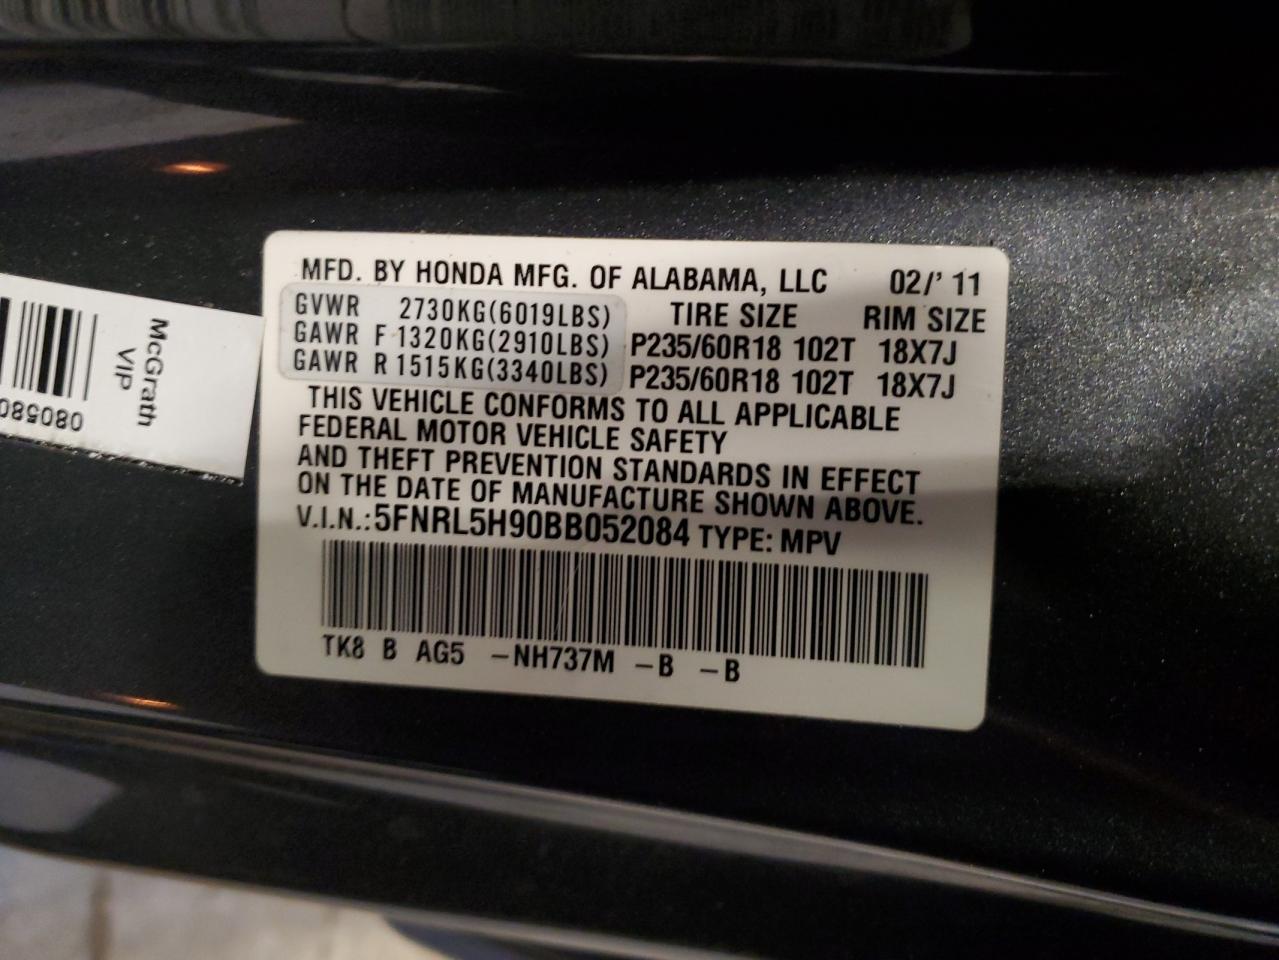 MFD. BY HONDA MFG. OF ALABAMA, LLC 02/' 11
GVWR 2730KG(6019LBS) TIRE SIZE RIM SIZE
GAWR F 1320KG(2910LBS) P235/60R18 102T 18X7J
GAWR R 1515KG(3340LBS) P235/60R18 102T 18X7J
THIS VEHICLE CONFORMS TO ALL APPLICABLE
FEDERAL MOTOR VEHICLE SAFETY
AND THEFT PREVENTION STANDARDS IN EFFECT
ON THE DATE OF MANUFACTURE SHOWN ABOVE.
V.I.N.: 5FNRL5H90BB052084 TYPE: MPV
TK8 B AG5 -NH737M -B -B
McGrath
VIP